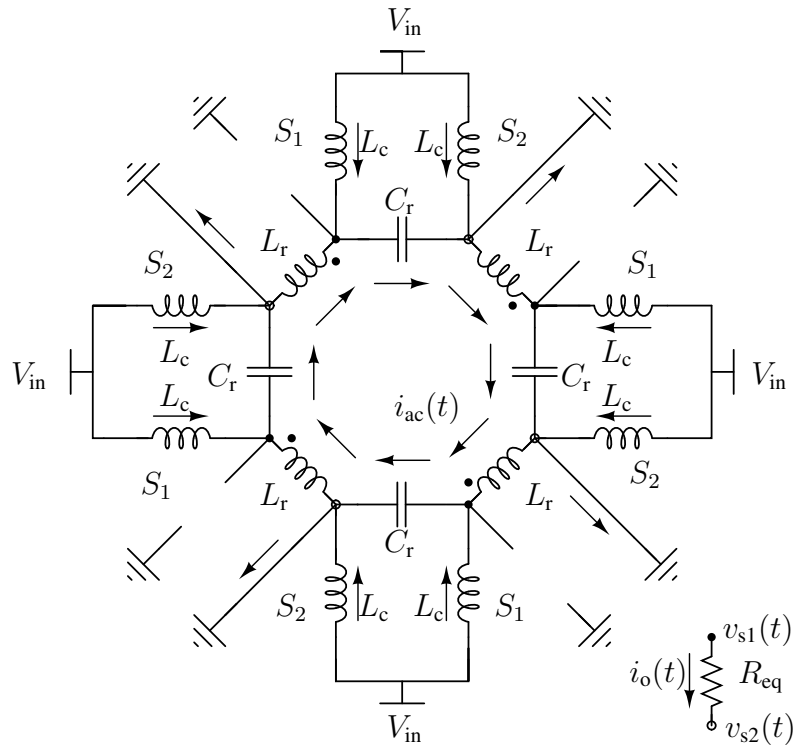 V_in
S_1 L_c L_c S_2
C_r
L_r L_r
S_2 S_1
L_c L_c
V_in C_r C_r V_in
L_c i_ac(t) L_c
S_1 L_r L_r S_2
C_r
S_2 L_c L_c S_1
V_in
v_s1(t)
i_o(t) R_eq
v_s2(t)